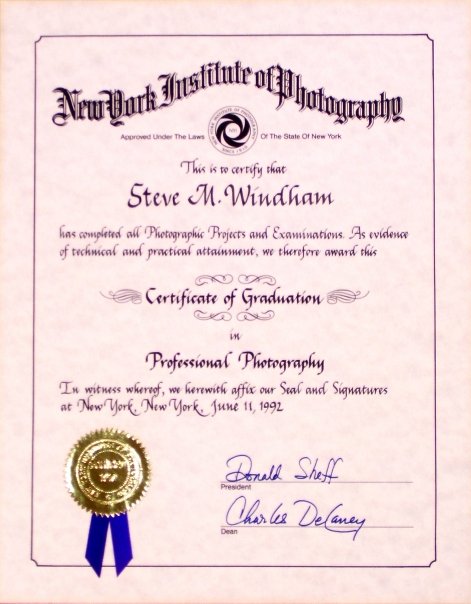 New York Institute of Photography
Approved Under The Laws Of The State Of New York
This is to certify that
Steve M. Windham
has completed all Photographic Projects and Examinations. As evidence
of technical and practical attainment, we therefore award this
Certificate of Graduation
in
Professional Photography
In witness whereof, we herewith affix our Seal and Signatures
at New York, New York, June 11, 1992
Donald Sheff
President
Charles DeLaney
Dean